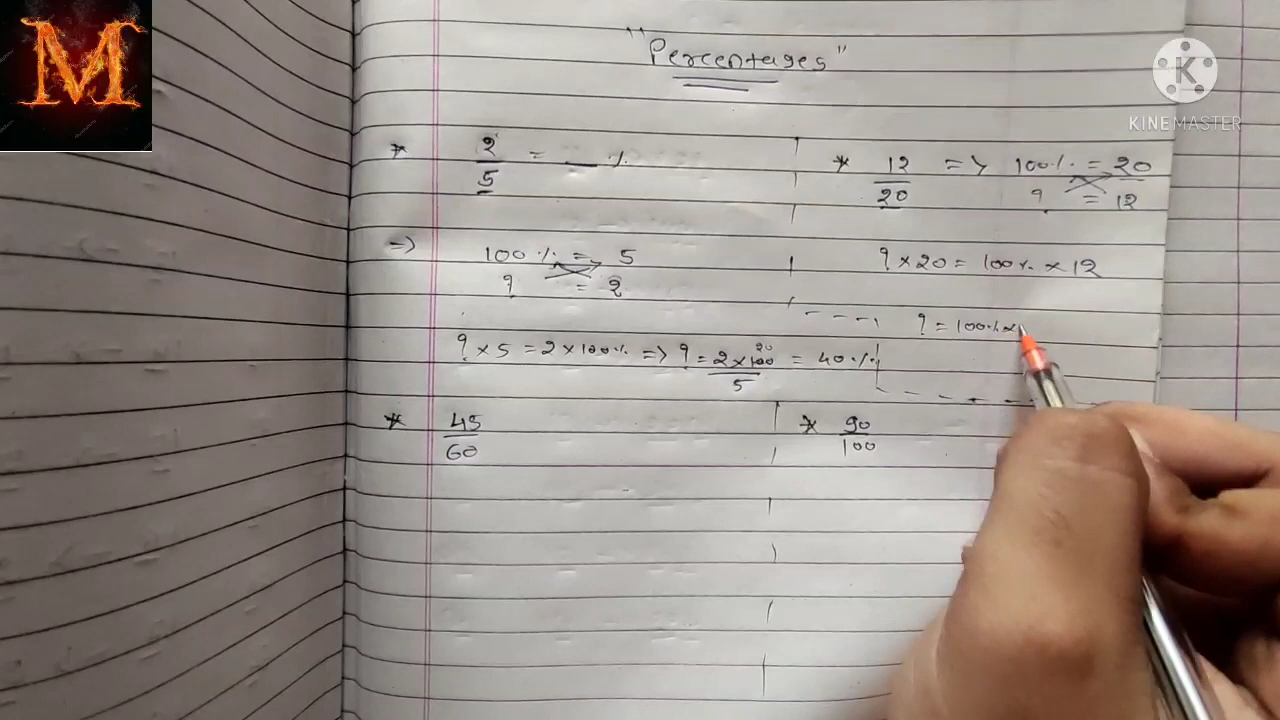 M
KINEMASTER
"Percentages"
* 2/5 = __ %
=> 100 % = 5
? = 2
? × 5 = 2 × 100% => ? = 2 × 100/5 = 40 %
20
* 12/20 => 100 % = 20
? = 12
? × 20 = 100 % × 12
? = 100 % ×
* 45/60
* 90/100